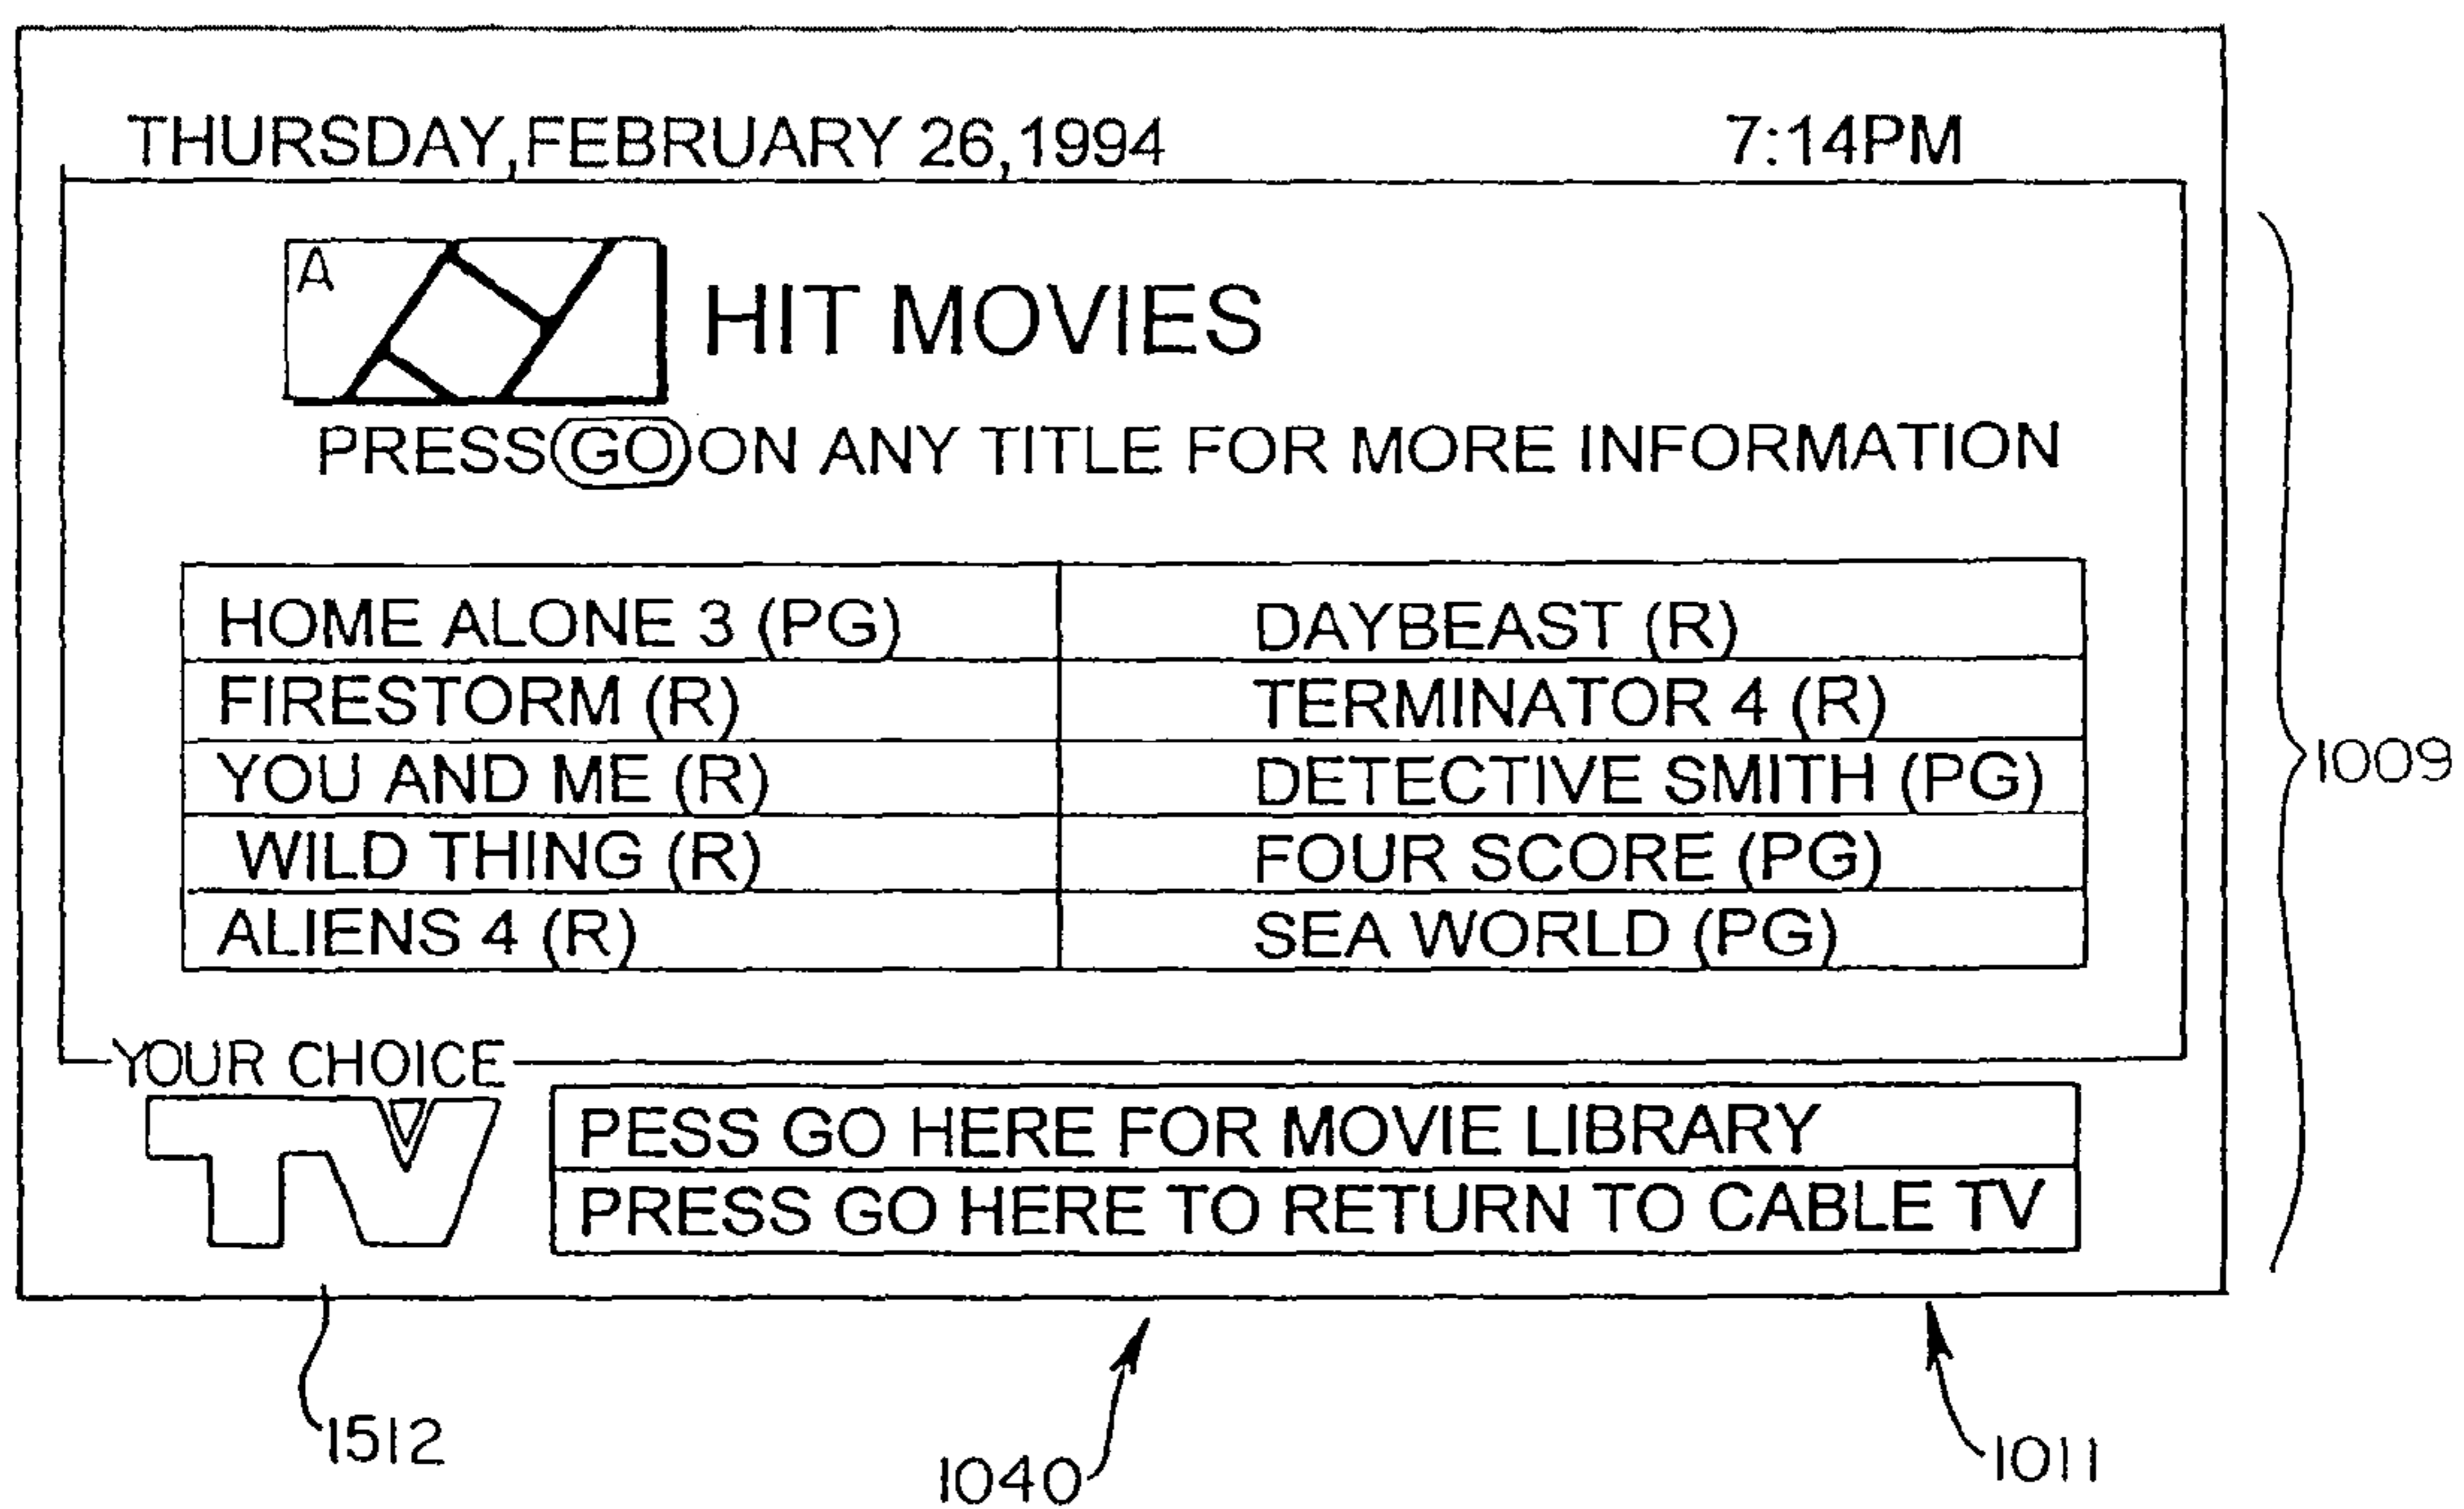 THURSDAY,FEBRUARY 26,1994 7:14PM
A
HIT MOVIES
PRESS GO ON ANY TITLE FOR MORE INFORMATION
HOME ALONE 3 (PG) DAYBEAST (R)
FIRESTORM (R) TERMINATOR 4 (R)
YOU AND ME (R) DETECTIVE SMITH (PG)
WILD THING (R) FOUR SCORE (PG)
ALIENS 4 (R) SEA WORLD (PG)
1009
YOUR CHOICE
TV
PESS GO HERE FOR MOVIE LIBRARY
PRESS GO HERE TO RETURN TO CABLE TV
1512
1040
1011